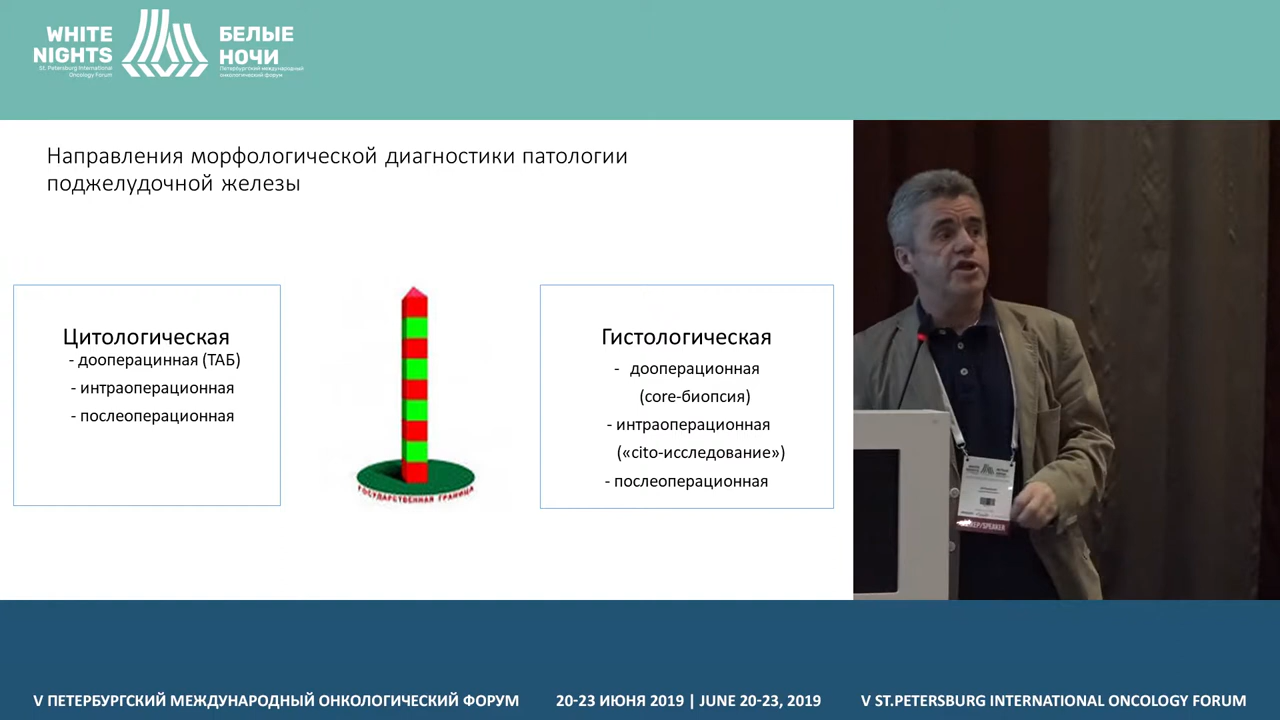 WHITE
NIGHTS
St. Petersburg International
Oncology Forum
БЕЛЫЕ
НОЧИ
Петербургский международный
онкологический форум
Направления морфологической диагностики патологии
поджелудочной железы
Цитологическая
- дооперацинная (ТАБ)
- интраоперационная
- послеоперационная
ГОСУДАРСТВЕННАЯ ГРАНИЦА
Гистологическая
- дооперационная
(core-биопсия)
- интраоперационная
(«cito-исследование»)
- послеоперационная
SPEAKER
V ПЕТЕРБУРГСКИЙ МЕЖДУНАРОДНЫЙ ОНКОЛОГИЧЕСКИЙ ФОРУМ
20-23 ИЮНЯ 2019 | JUNE 20-23, 2019
V ST.PETERSBURG INTERNATIONAL ONCOLOGY FORUM